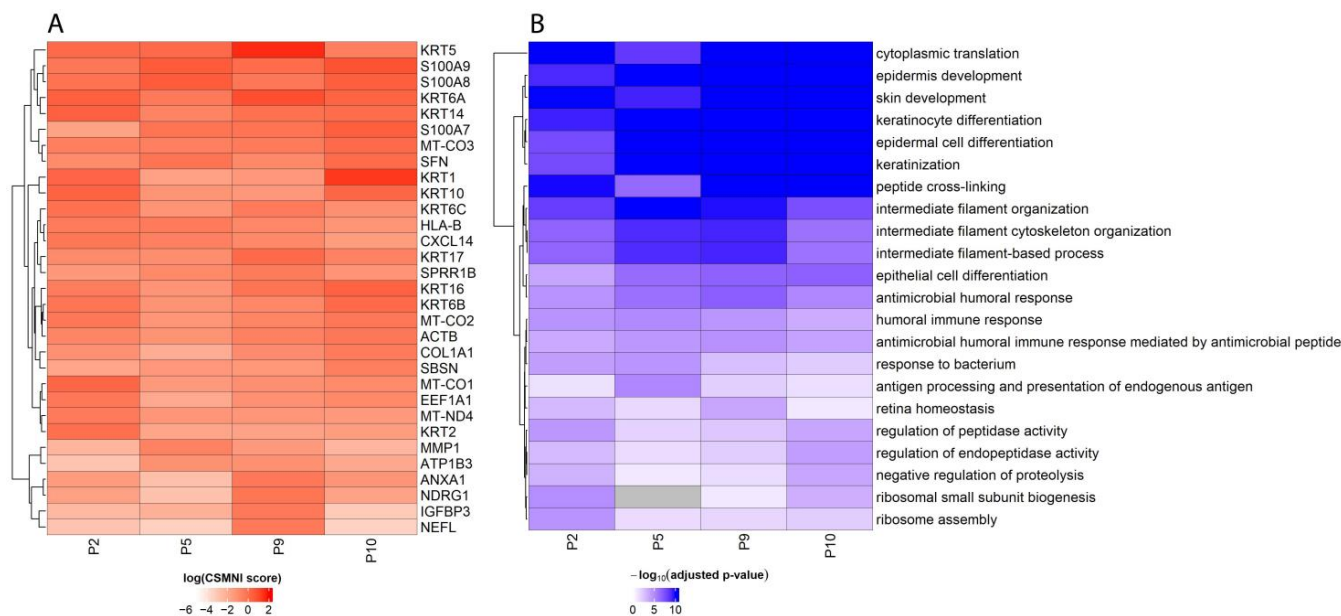 A
B
KRT5
S100A9
S100A8
KRT6A
KRT14
S100A7
MT-CO3
SFN
KRT1
KRT10
KRT6C
HLA-B
CXCL14
KRT17
SPRR1B
KRT16
KRT6B
MT-CO2
ACTB
COL1A1
SBSN
MT-CO1
EEF1A1
MT-ND4
KRT2
MMP1
ATP1B3
ANXA1
NDRG1
IGFBP3
NEFL
P2 P5 P9 P10
log(CSMNI score)
−6 −4 −2 0 2
cytoplasmic translation
epidermis development
skin development
keratinocyte differentiation
epidermal cell differentiation
keratinization
peptide cross-linking
intermediate filament organization
intermediate filament cytoskeleton organization
intermediate filament-based process
epithelial cell differentiation
antimicrobial humoral response
humoral immune response
antimicrobial humoral immune response mediated by antimicrobial peptide
response to bacterium
antigen processing and presentation of endogenous antigen
retina homeostasis
regulation of peptidase activity
regulation of endopeptidase activity
negative regulation of proteolysis
ribosomal small subunit biogenesis
ribosome assembly
P2 P5 P9 P10
−log₁₀(adjusted p-value)
0 5 10